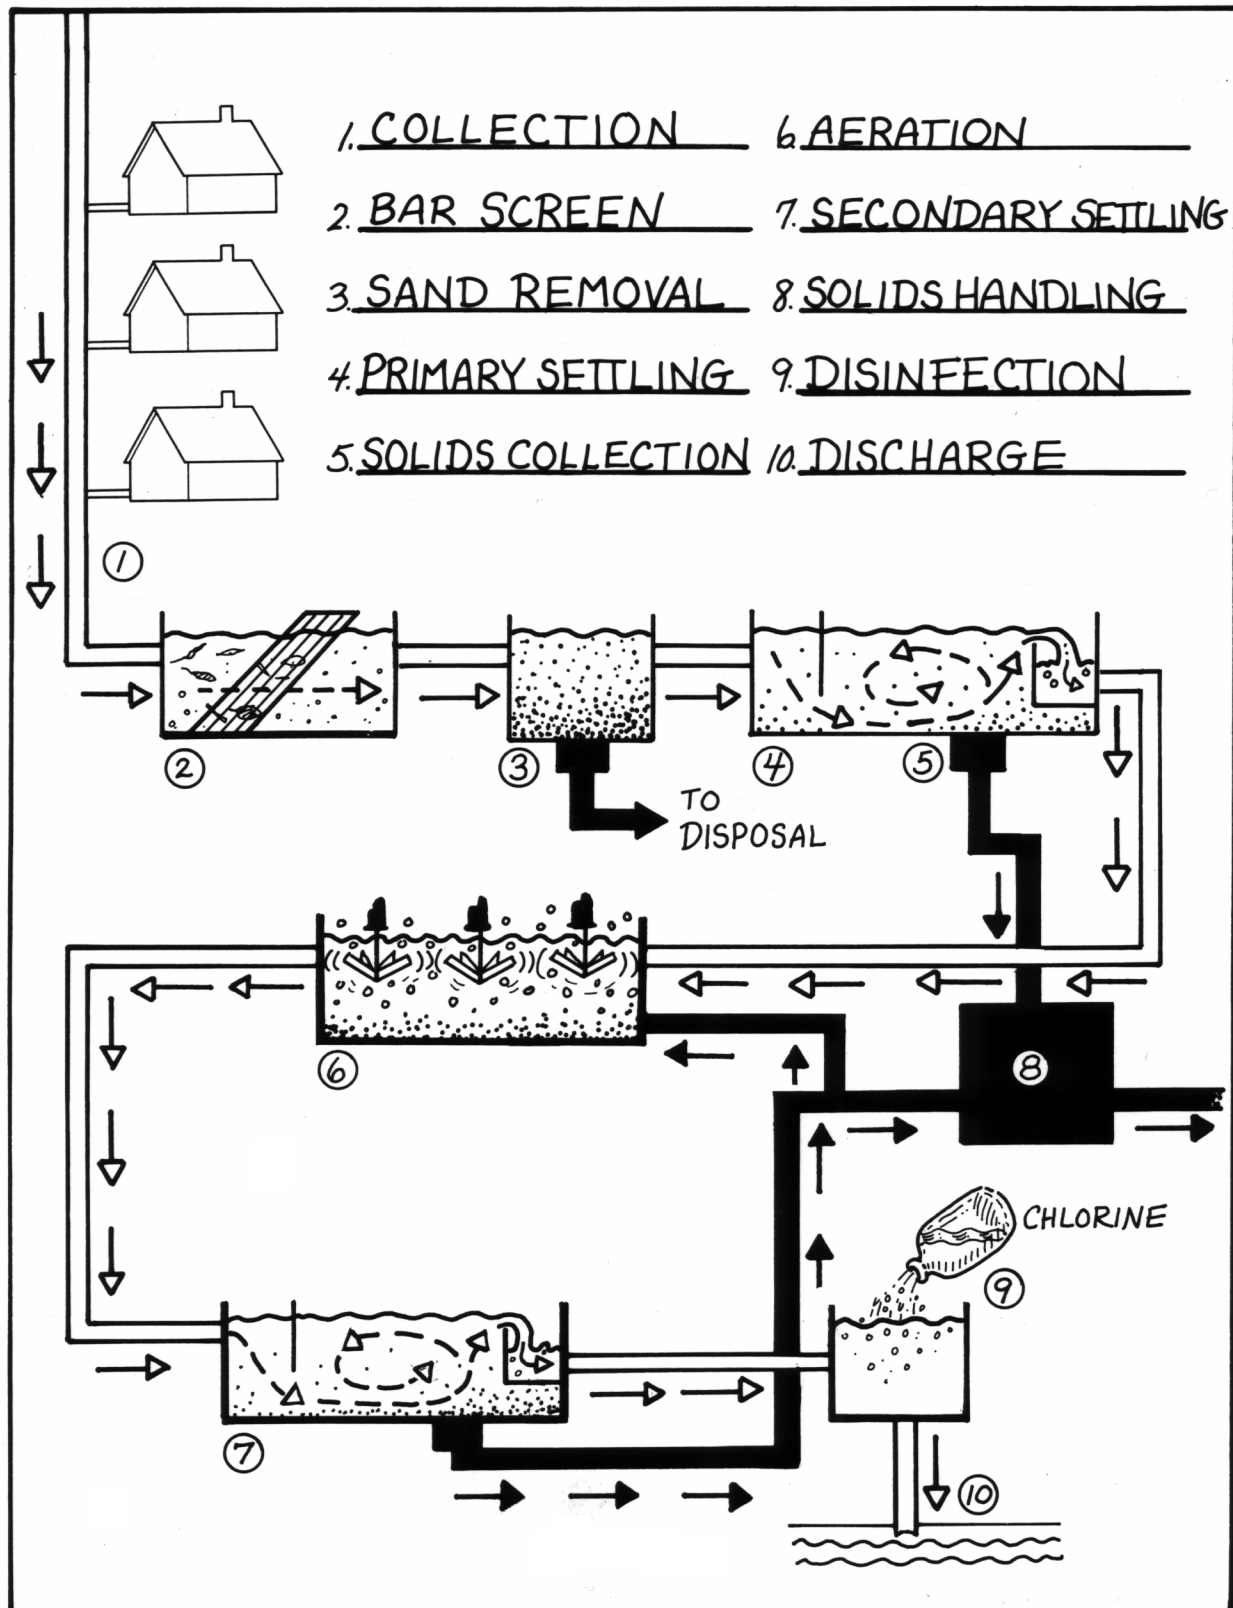 1. COLLECTION
2. BAR SCREEN
3. SAND REMOVAL
4. PRIMARY SETTLING
5. SOLIDS COLLECTION
6. AERATION
7. SECONDARY SETTLING
8. SOLIDS HANDLING
9. DISINFECTION
10. DISCHARGE
1
2
3
4
5
TO
DISPOSAL
6
8
CHLORINE
9
7
10